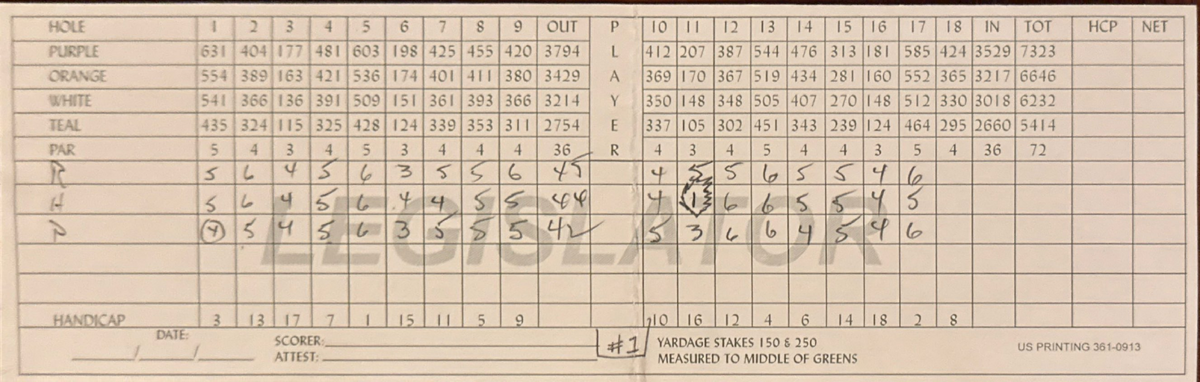 HOLE 1 2 3 4 5 6 7 8 9 OUT P 10 11 12 13 14 15 16 17 18 IN TOT HCP NET
PURPLE 631 404 177 481 603 198 425 455 420 3794 L 412 207 387 544 476 313 181 585 424 3529 7323
ORANGE 554 389 163 421 536 174 401 411 380 3429 A 369 170 367 519 434 281 160 552 365 3217 6646
WHITE 541 366 136 391 509 151 361 393 366 3214 Y 350 148 348 505 407 270 148 512 330 3018 6232
TEAL 435 324 115 325 428 124 339 353 311 2754 E 337 105 302 451 343 239 124 464 295 2660 5414
PAR 5 4 3 4 5 3 4 4 4 36 R 4 3 4 5 4 4 3 5 4 36 72
R 5 6 4 5 6 3 5 5 6 45 4 5 5 6 5 5 4 6
H 5 6 4 5 6 4 4 5 5 44 4 1 6 6 5 5 4 5
LEGISLATOR
P 4 5 4 5 6 3 5 5 5 42 5 3 6 6 4 5 4 6
HANDICAP 3 13 17 7 1 15 11 5 9 10 16 12 4 6 14 18 2 8
DATE: SCORER: #1 YARDAGE STAKES 150 & 250 US PRINTING 361-0913
ATTEST: MEASURED TO MIDDLE OF GREENS